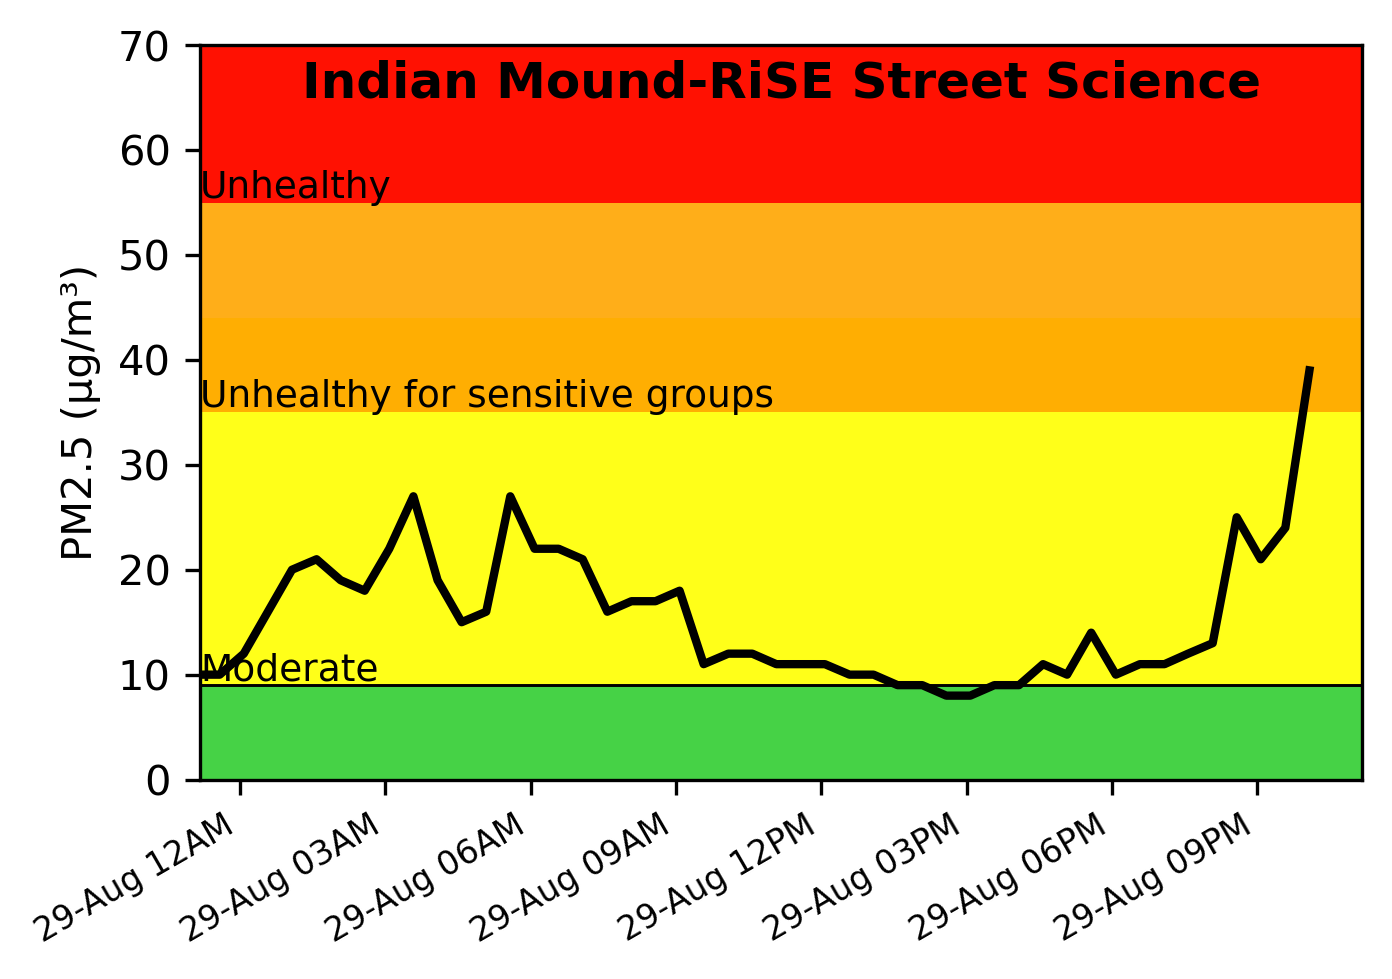 Indian Mound-RiSE Street Science
70
60
50
40
30
20
10
0
PM2.5 (µg/m³)
Unhealthy
Unhealthy for sensitive groups
Moderate
29-Aug 12AM
29-Aug 03AM
29-Aug 06AM
29-Aug 09AM
29-Aug 12PM
29-Aug 03PM
29-Aug 06PM
29-Aug 09PM